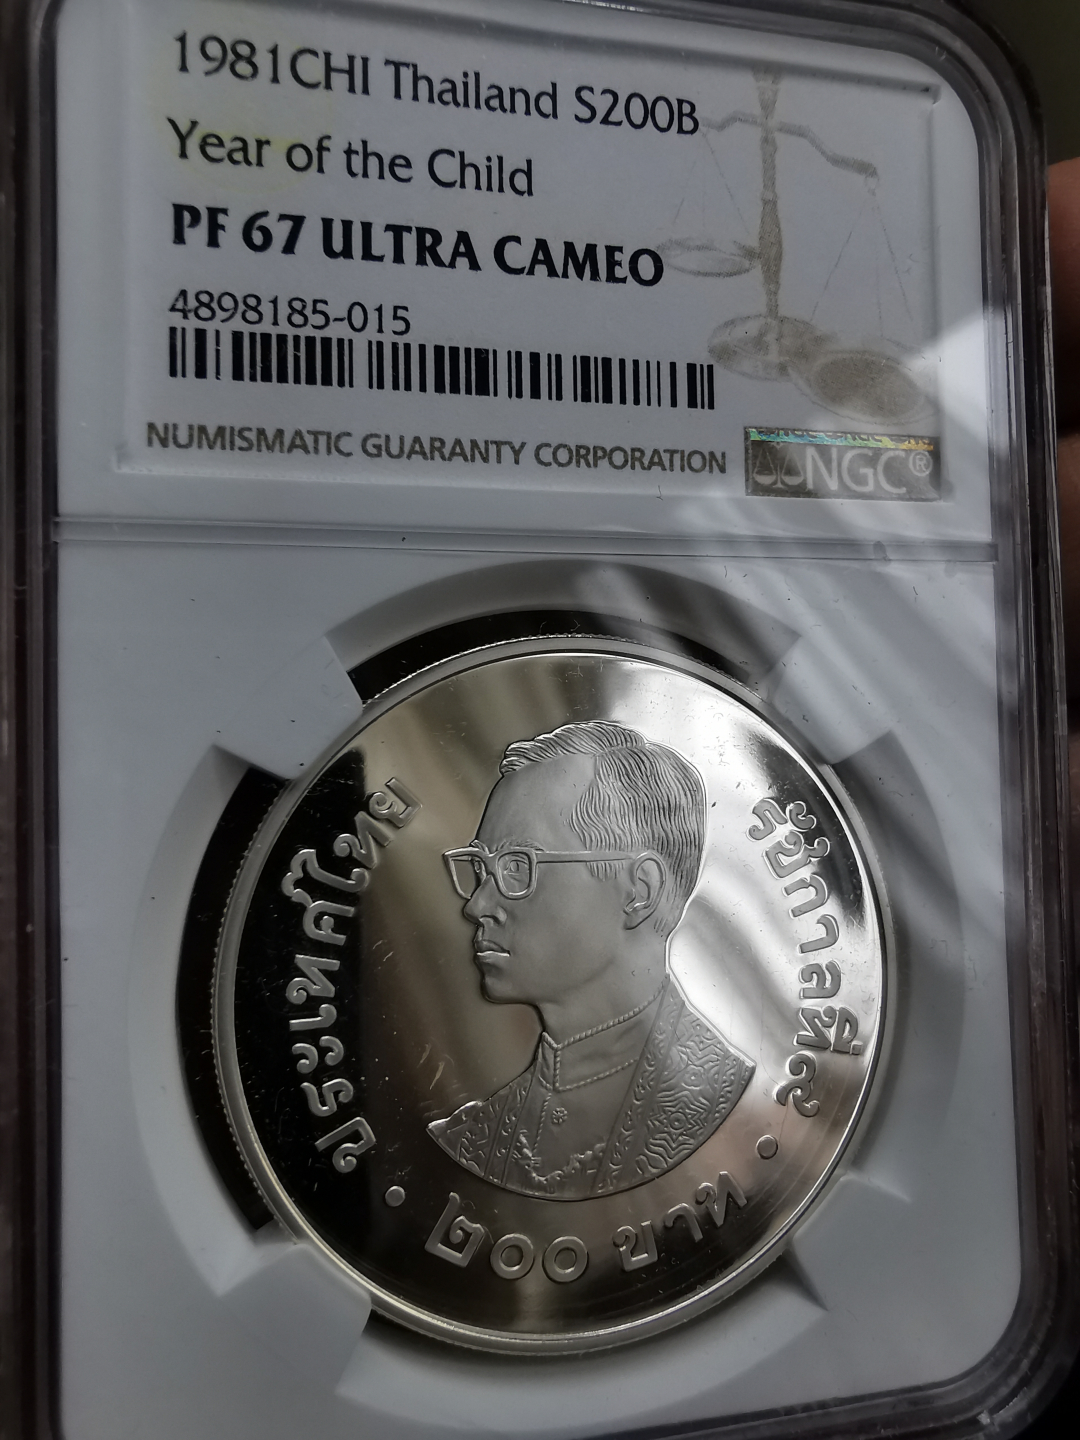 1981CHI Thailand S200B
Year of the Child
PF 67 ULTRA CAMEO
4898185-015
NUMISMATIC GUARANTY CORPORATION
NGC®
ประเทศไทย
รัชกาลที่๙
• ๒๐๐ บาท •